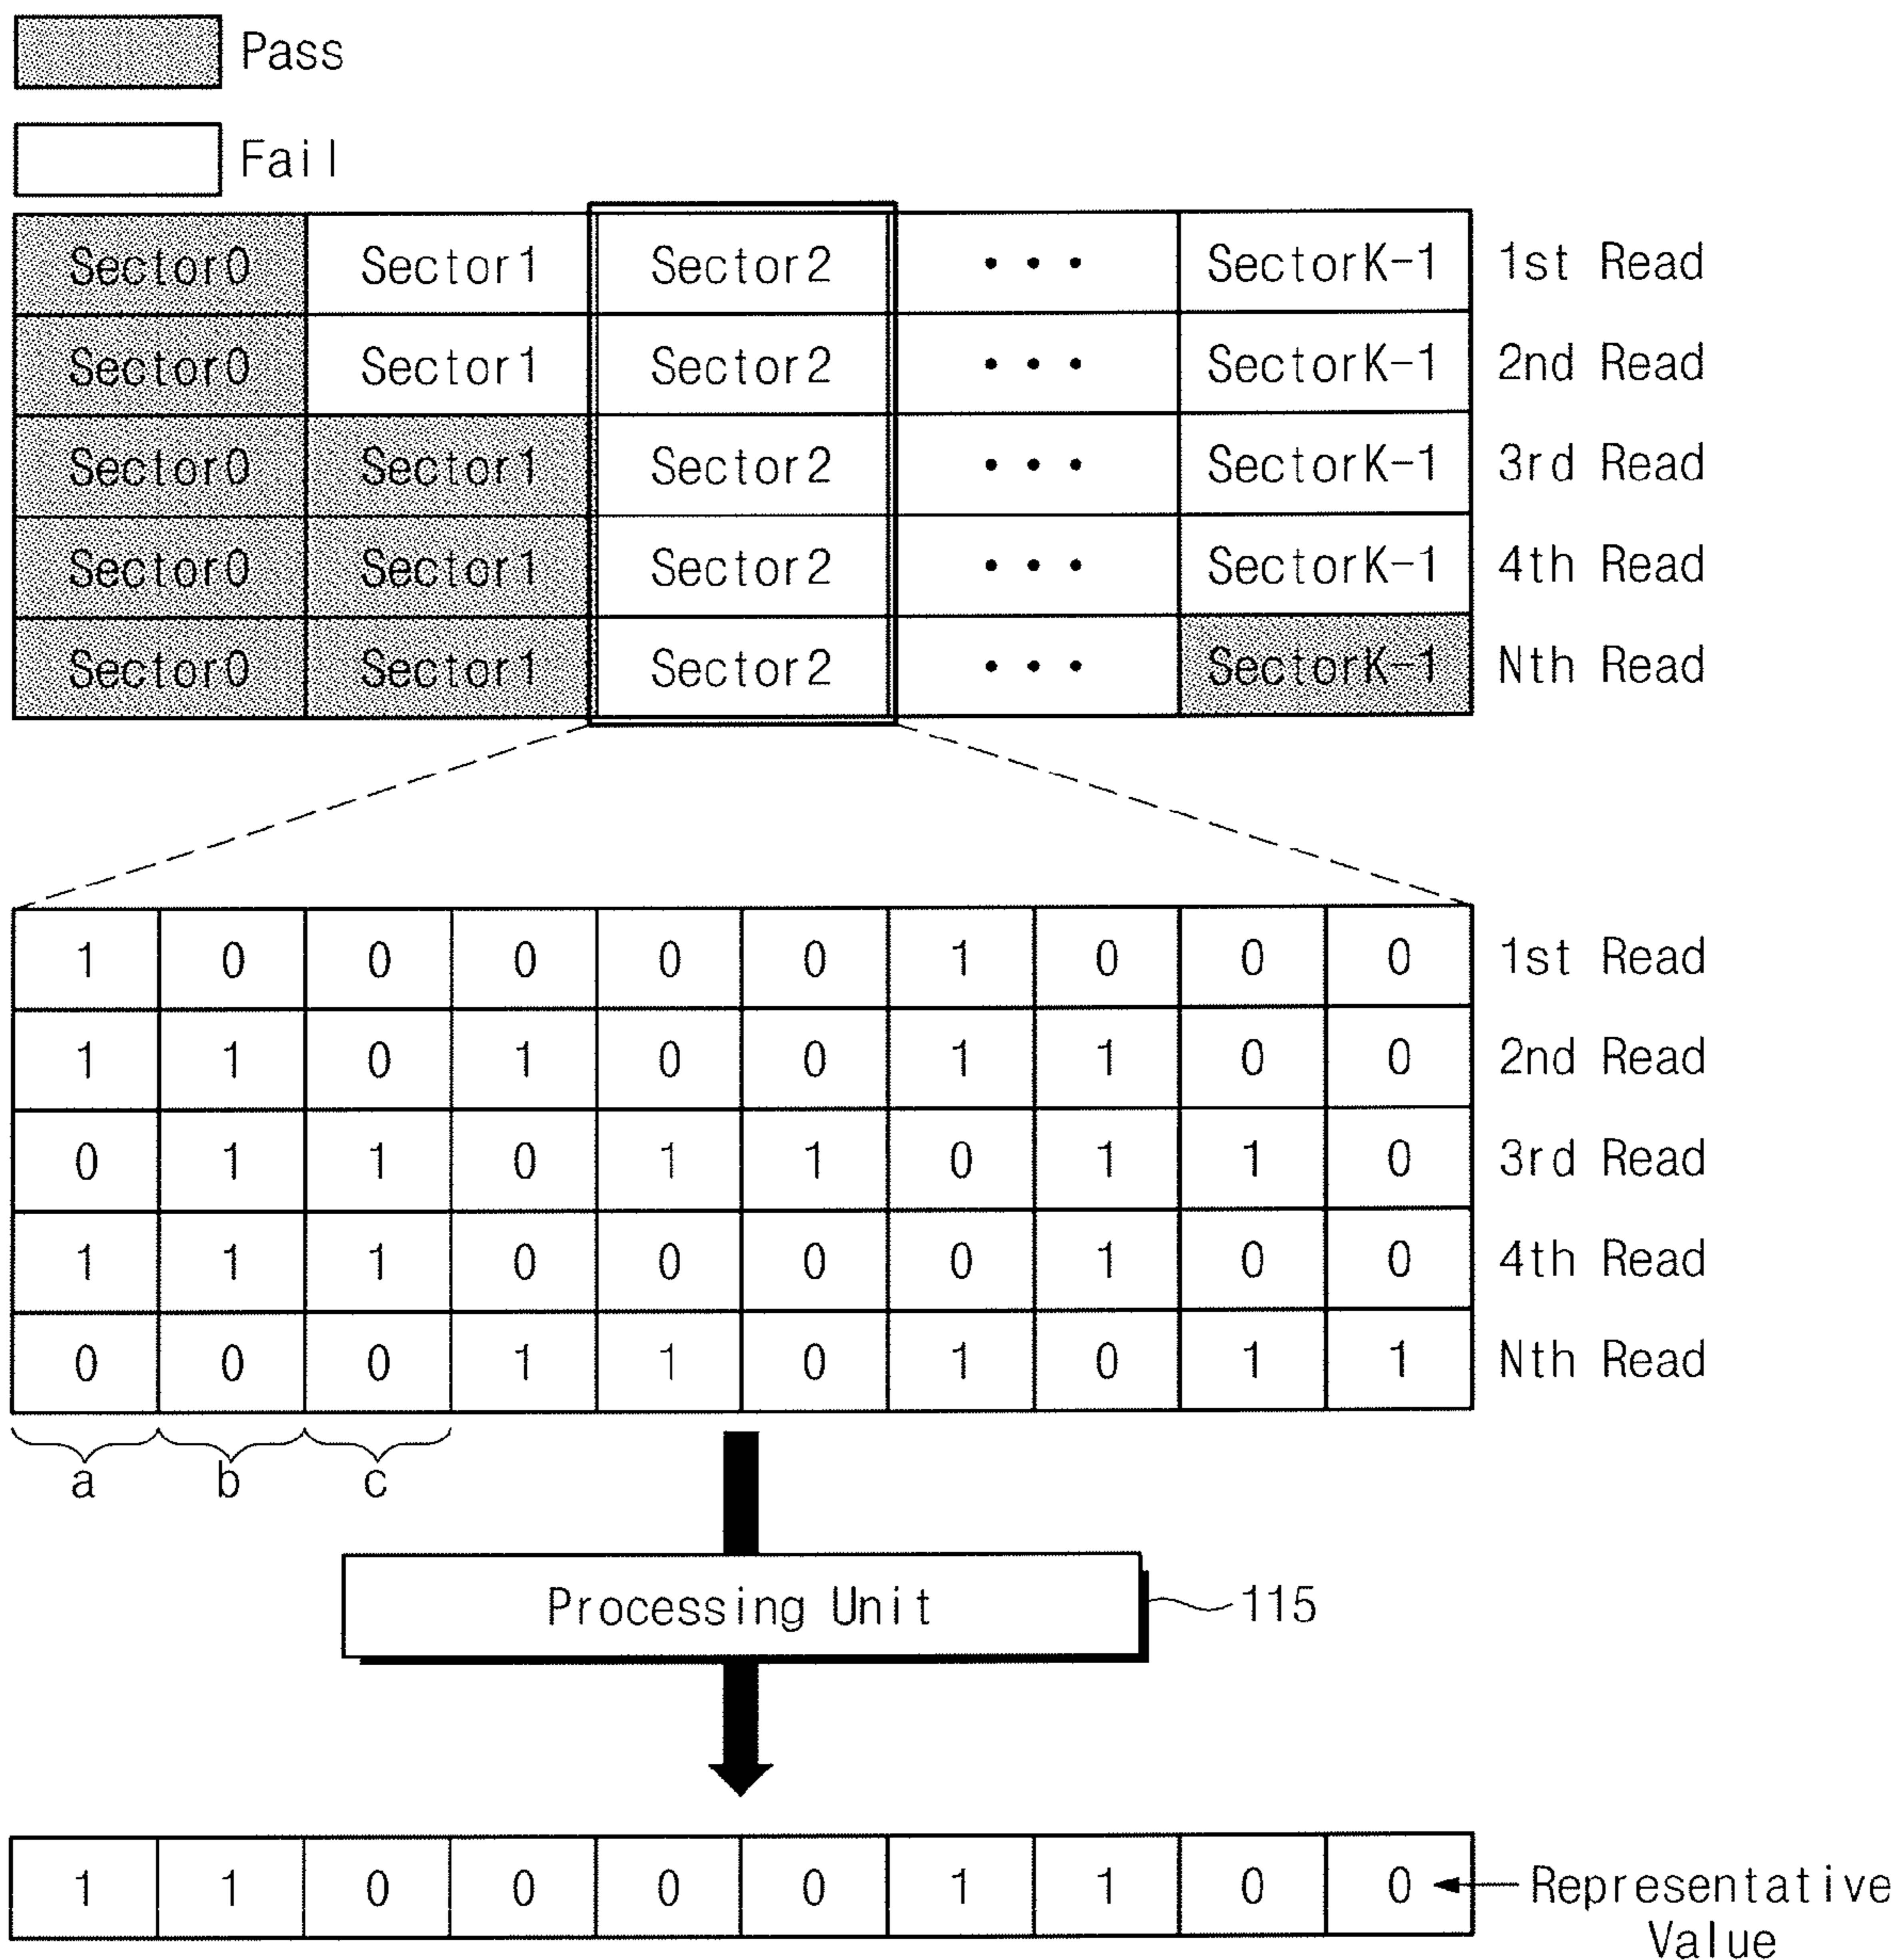 Pass
Fail
Sector0 Sector1 Sector2 • • • SectorK-1 1st Read
Sector0 Sector1 Sector2 • • • SectorK-1 2nd Read
Sector0 Sector1 Sector2 • • • SectorK-1 3rd Read
Sector0 Sector1 Sector2 • • • SectorK-1 4th Read
Sector0 Sector1 Sector2 • • • SectorK-1 Nth Read
1 0 0 0 0 0 1 0 0 0 1st Read
1 1 0 1 0 0 1 1 0 0 2nd Read
0 1 1 0 1 1 0 1 1 0 3rd Read
1 1 1 0 0 0 0 1 0 0 4th Read
0 0 0 1 1 0 1 0 1 1 Nth Read
a b c
Processing Unit 115
1 1 0 0 0 0 1 1 0 0 Representative
Value